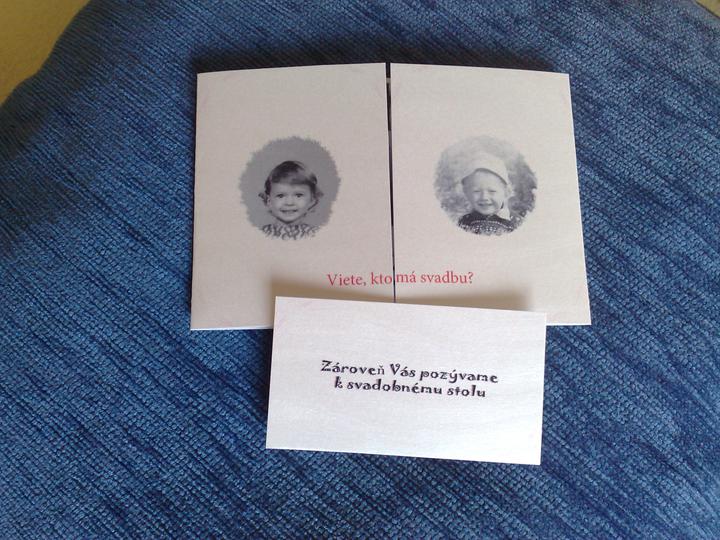 Viete, kto má svadbu?
Zároveň Vás pozývame
k svadobnému stolu